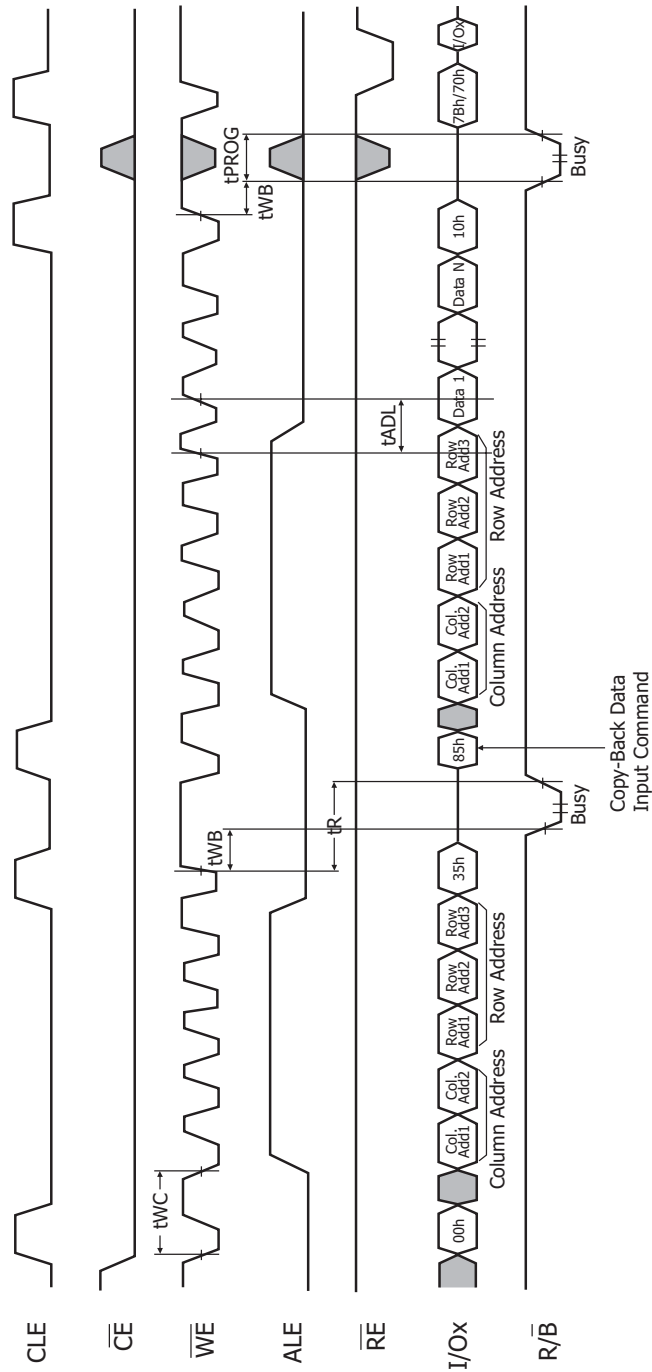 CLE
CE
WE
tWC
tWB
tPROG
ALE
tADL
RE
tR
I/Ox
00h
Col.
Add1
Col.
Add2
Row
Add1
Row
Add2
Row
Add3
35h
85h
Col.
Add1
Col.
Add2
Row
Add1
Row
Add2
Row
Add3
Data 1
Data N
10h
7Bh/70h
I/Ox
Column Address
Row Address
Column Address
Row Address
R/B
Busy
Busy
Copy-Back Data
Input Command
tWB